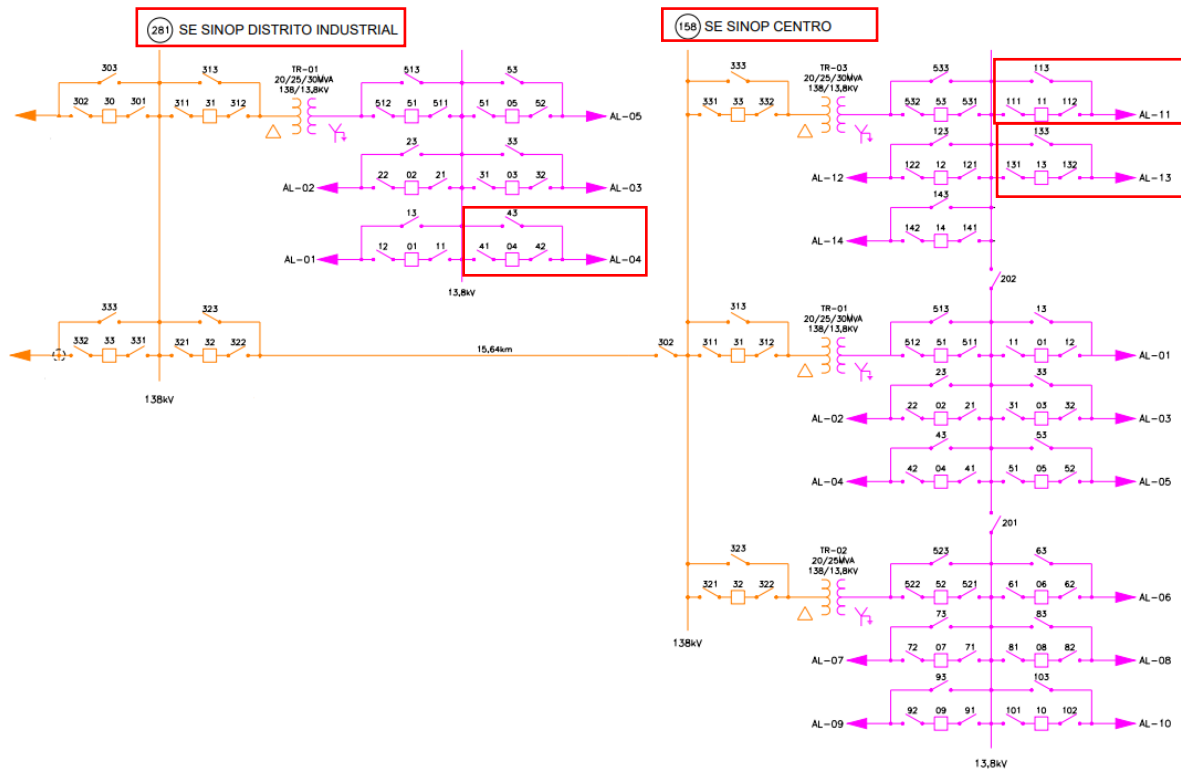 281 SE SINOP DISTRITO INDUSTRIAL
158 SE SINOP CENTRO
303 313
302 30 301 311 31 312
TR-01
20/25/30MVA
138/13,8KV
513 53
512 51 511 51 05 52 AL-05
23 33
AL-02 22 02 21 31 03 32 AL-03
13 43
AL-01 12 01 11 41 04 42 AL-04
13,8kV
333 323
332 33 331 321 32 322
138kV
15,64km
302
333
331 33 332
TR-03
20/25/30MVA
138/13,8KV
533 113
532 53 531 111 11 112 AL-11
123 133
AL-12 122 12 121 131 13 132 AL-13
143
AL-14 142 14 141
202
313
311 31 312
TR-01
20/25/30MVA
138/13,8KV
513 13
512 51 511 11 01 12 AL-01
23 33
AL-02 22 02 21 31 03 32 AL-03
43 53
AL-04 42 04 41 51 05 52 AL-05
201
323
321 32 322
TR-02
20/25MVA
138/13,8KV
523 63
522 52 521 61 06 62 AL-06
138kV
73 83
AL-07 72 07 71 81 08 82 AL-08
93 103
AL-09 92 09 91 101 10 102 AL-10
13,8kV